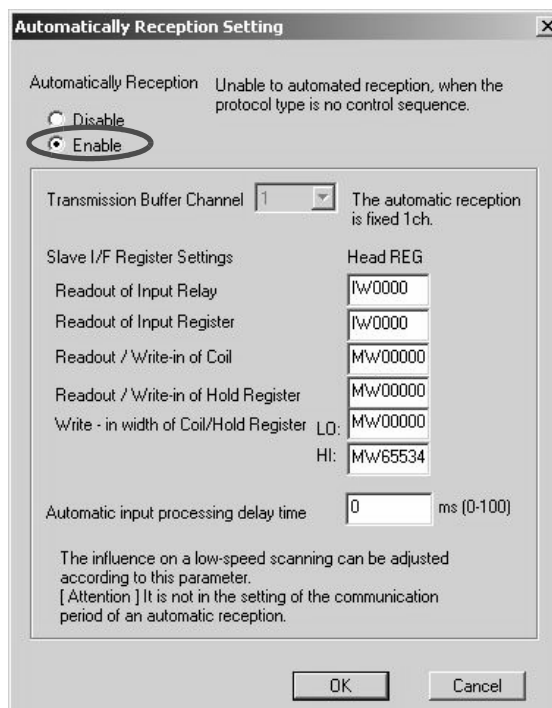 Automatically Reception Setting
Automatically Reception
Unable to automated reception, when the
protocol type is no control sequence.
Disable
Enable
Transmission Buffer Channel 1
The automatic reception
is fixed 1ch.
Slave I/F Register Settings Head REG
Readout of Input Relay IW0000
Readout of Input Register IW0000
Readout / Write-in of Coil MW00000
Readout / Write-in of Hold Register MW00000
Write - in width of Coil/Hold Register LO: MW00000
HI: MW65534
Automatic input processing delay time 0 ms (0-100)
The influence on a low-speed scanning can be adjusted
according to this parameter.
[ Attention ] It is not in the setting of the communication
period of an automatic reception.
OK Cancel